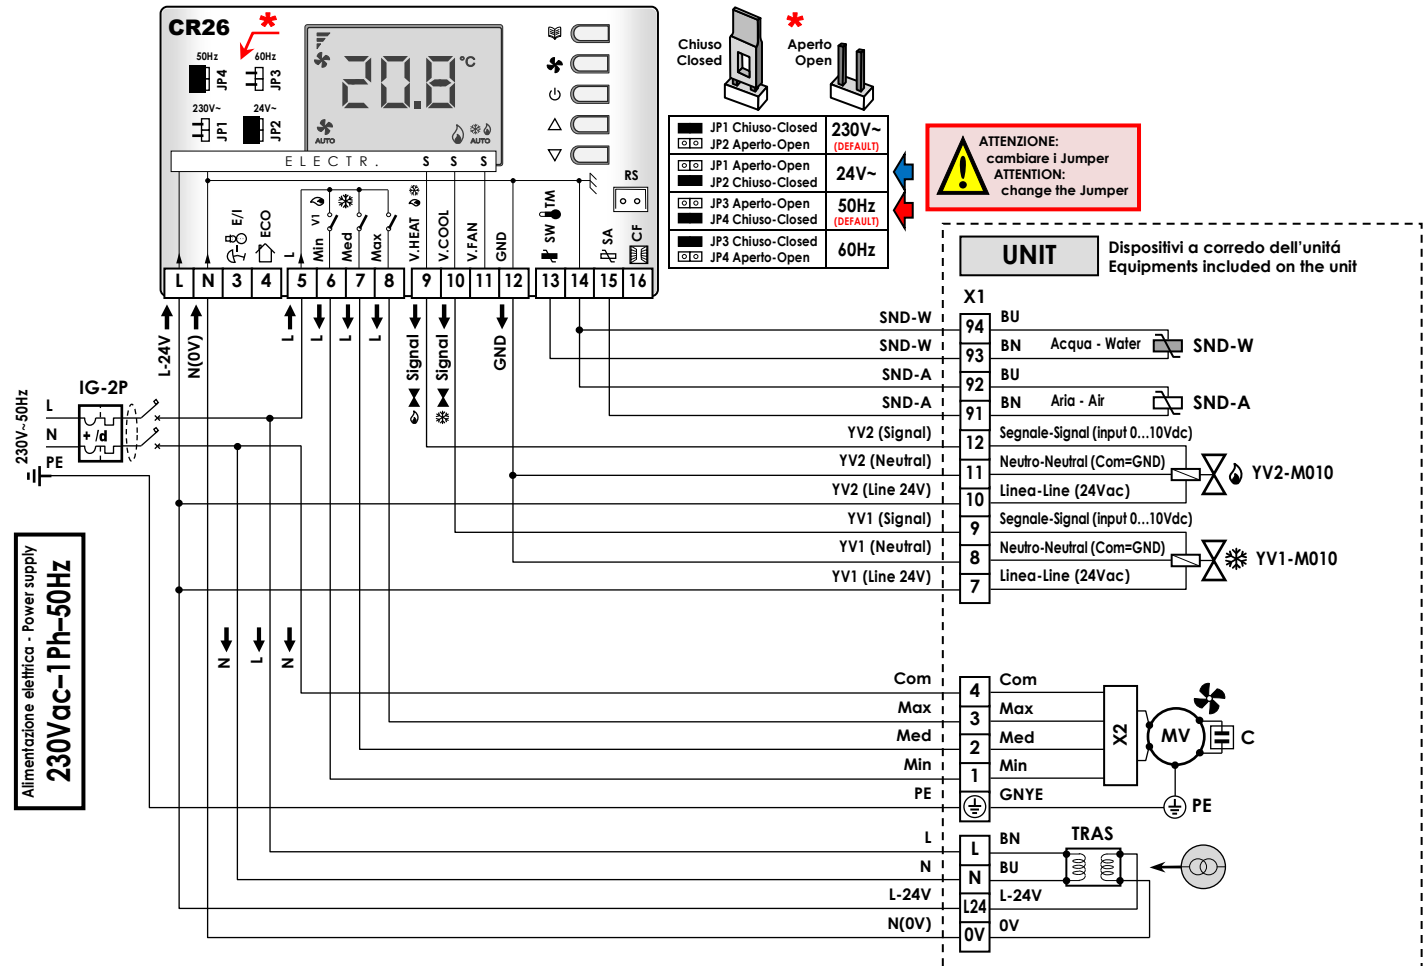 CR26
*
50Hz
JP4
60Hz
JP3
230V~
JP1
24V~
JP2
20.8 °C
AUTO
AUTO
ELECTR. S S S
E/I
ECO
L
Min V1
Med
Max
V.HEAT
V.COOL
V.FAN
GND
SW TM
SA
RS
CF
L N 3 4 5 6 7 8 9 10 11 12 13 14 15 16
Chiuso
Closed
*
Aperto
Open
JP1 Chiuso-Closed
JP2 Aperto-Open
230V~
(DEFAULT)
JP1 Aperto-Open
JP2 Chiuso-Closed
24V~
JP3 Aperto-Open
JP4 Chiuso-Closed
50Hz
(DEFAULT)
JP3 Chiuso-Closed
JP4 Aperto-Open
60Hz
ATTENZIONE:
cambiare i Jumper
ATTENTION:
change the Jumper
UNIT
Dispositivi a corredo dell'unitá
Equipments included on the unit
L-24V
N(0V)
L
L
L
L
Signal
Signal
GND
230V~50Hz
L
N
PE
IG-2P
+ /d
Alimentazione elettrica - Power supply
230Vac-1Ph-50Hz
N
L
N
X1
SND-W 94 BU
SND-W 93 BN Acqua - Water SND-W
SND-A 92 BU
SND-A 91 BN Aria - Air SND-A
YV2 (Signal) 12 Segnale-Signal (input 0...10Vdc)
YV2 (Neutral) 11 Neutro-Neutral (Com=GND) YV2-M010
YV2 (Line 24V) 10 Linea-Line (24Vac)
YV1 (Signal) 9 Segnale-Signal (input 0...10Vdc)
YV1 (Neutral) 8 Neutro-Neutral (Com=GND) YV1-M010
YV1 (Line 24V) 7 Linea-Line (24Vac)
Com 4 Com
Max 3 Max
Med 2 Med
Min 1 Min
X2
MV
C
PE GNYE PE
L L BN
N N BU
TRAS
L-24V L24 L-24V
N(0V) 0V 0V